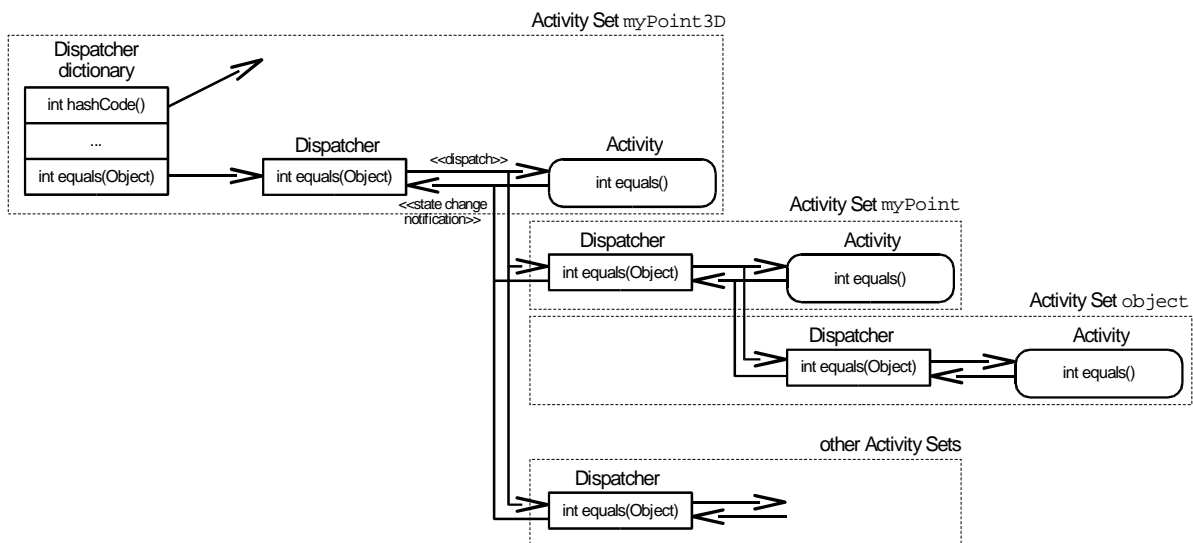 Activity Set myPoint3D
Dispatcher
dictionary
int hashCode()
...
int equals(Object)
Dispatcher
int equals(Object)
<<dispatch>>
<<state change
notification>>
Activity
int equals()
Activity Set myPoint
Dispatcher
int equals(Object)
Activity
int equals()
Activity Set object
Dispatcher
int equals(Object)
Activity
int equals()
other Activity Sets
Dispatcher
int equals(Object)